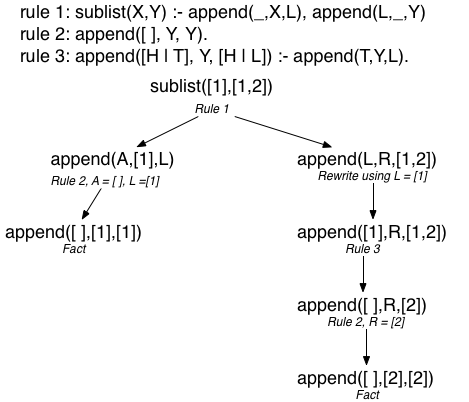 rule 1: sublist(X,Y) :- append(_,X,L), append(L,_,Y)
rule 2: append([ ], Y, Y).
rule 3: append([H | T], Y, [H | L]) :- append(T,Y,L).
sublist([1],[1,2])
Rule 1
append(A,[1],L)
Rule 2, A = [ ], L =[1]
append([ ],[1],[1])
Fact
append(L,R,[1,2])
Rewrite using L = [1]
append([1],R,[1,2])
Rule 3
append([ ],R,[2])
Rule 2, R = [2]
append([ ],[2],[2])
Fact